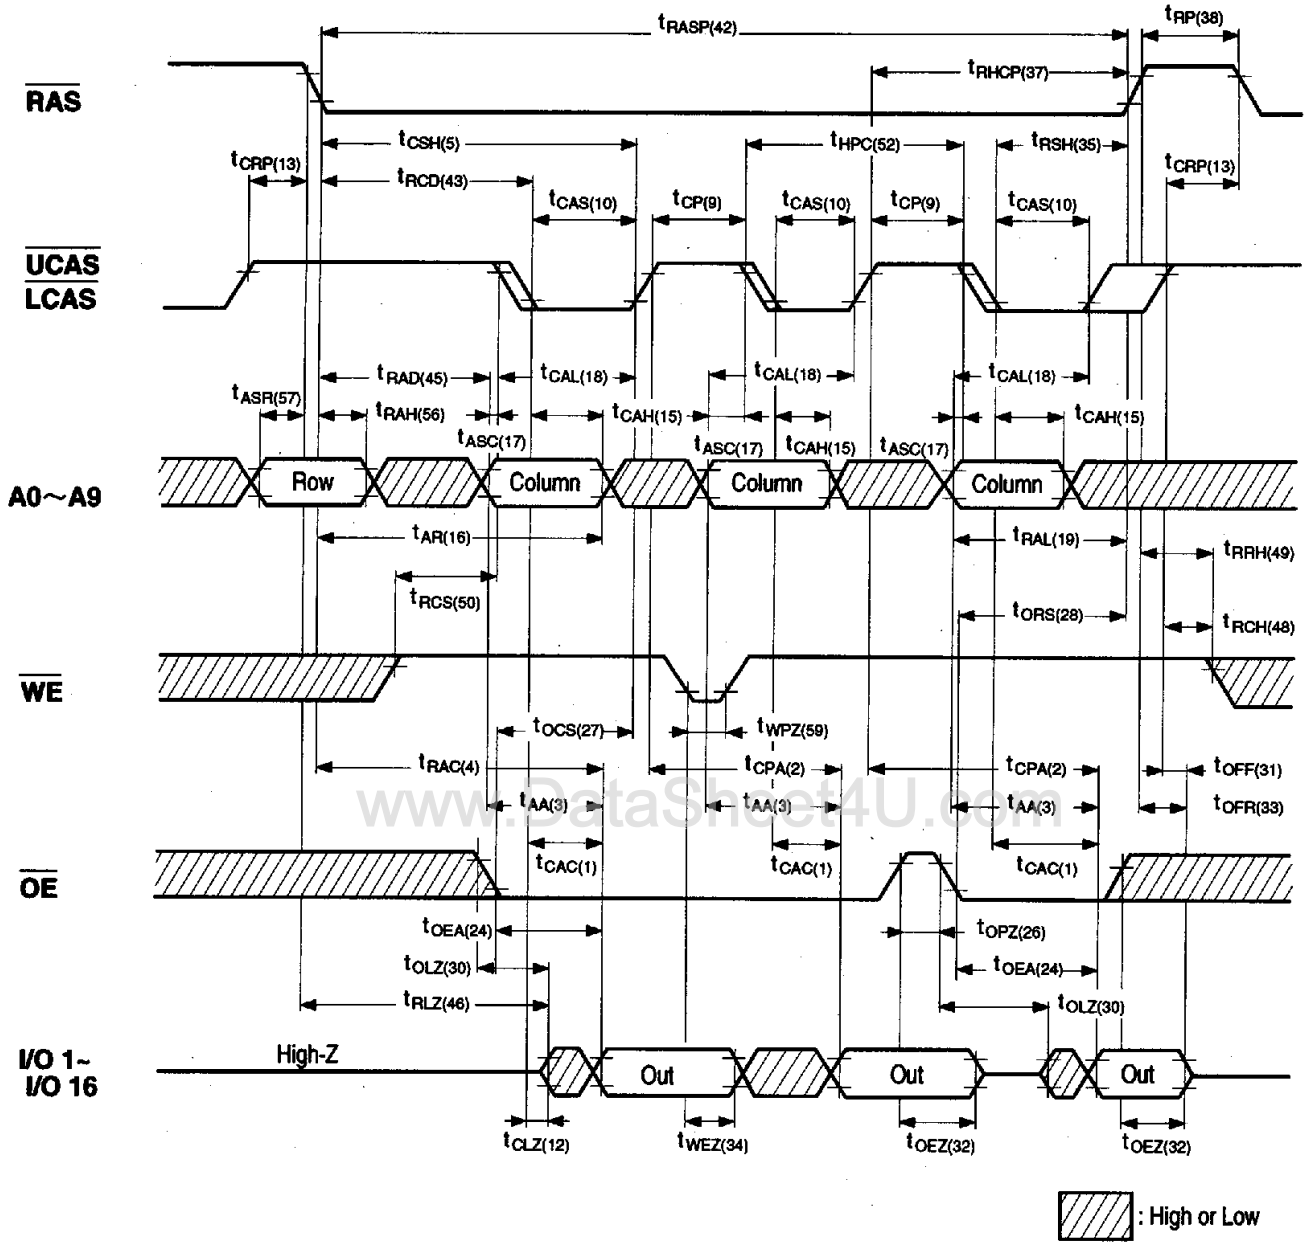 tRASP(42)
tRP(38)
tRHCP(37)
RAS
tCSH(5)
tHPC(52)
tRSH(35)
tCRP(13)
tRCD(43)
tCRP(13)
tCAS(10)
tCP(9)
tCAS(10)
tCP(9)
tCAS(10)
UCAS
LCAS
tRAD(45)
tCAL(18)
tCAL(18)
tCAL(18)
tASR(57)
tRAH(56)
tCAH(15)
tCAH(15)
tASC(17)
tASC(17)
tCAH(15)
tASC(17)
A0~A9
Row
Column
Column
Column
tAR(16)
tRAL(19)
tRRH(49)
tRCS(50)
tORS(28)
tRCH(48)
WE
tOCS(27)
tWPZ(59)
tRAC(4)
tCPA(2)
tCPA(2)
tOFF(31)
www.DataSheet4U.com
tAA(3)
tAA(3)
tAA(3)
tOFR(33)
tCAC(1)
tCAC(1)
tCAC(1)
OE
tOEA(24)
tOPZ(26)
tOLZ(30)
tOEA(24)
tRLZ(46)
tOLZ(30)
I/O 1~
I/O 16
High-Z
Out
Out
Out
tCLZ(12)
tWEZ(34)
tOEZ(32)
tOEZ(32)
: High or Low